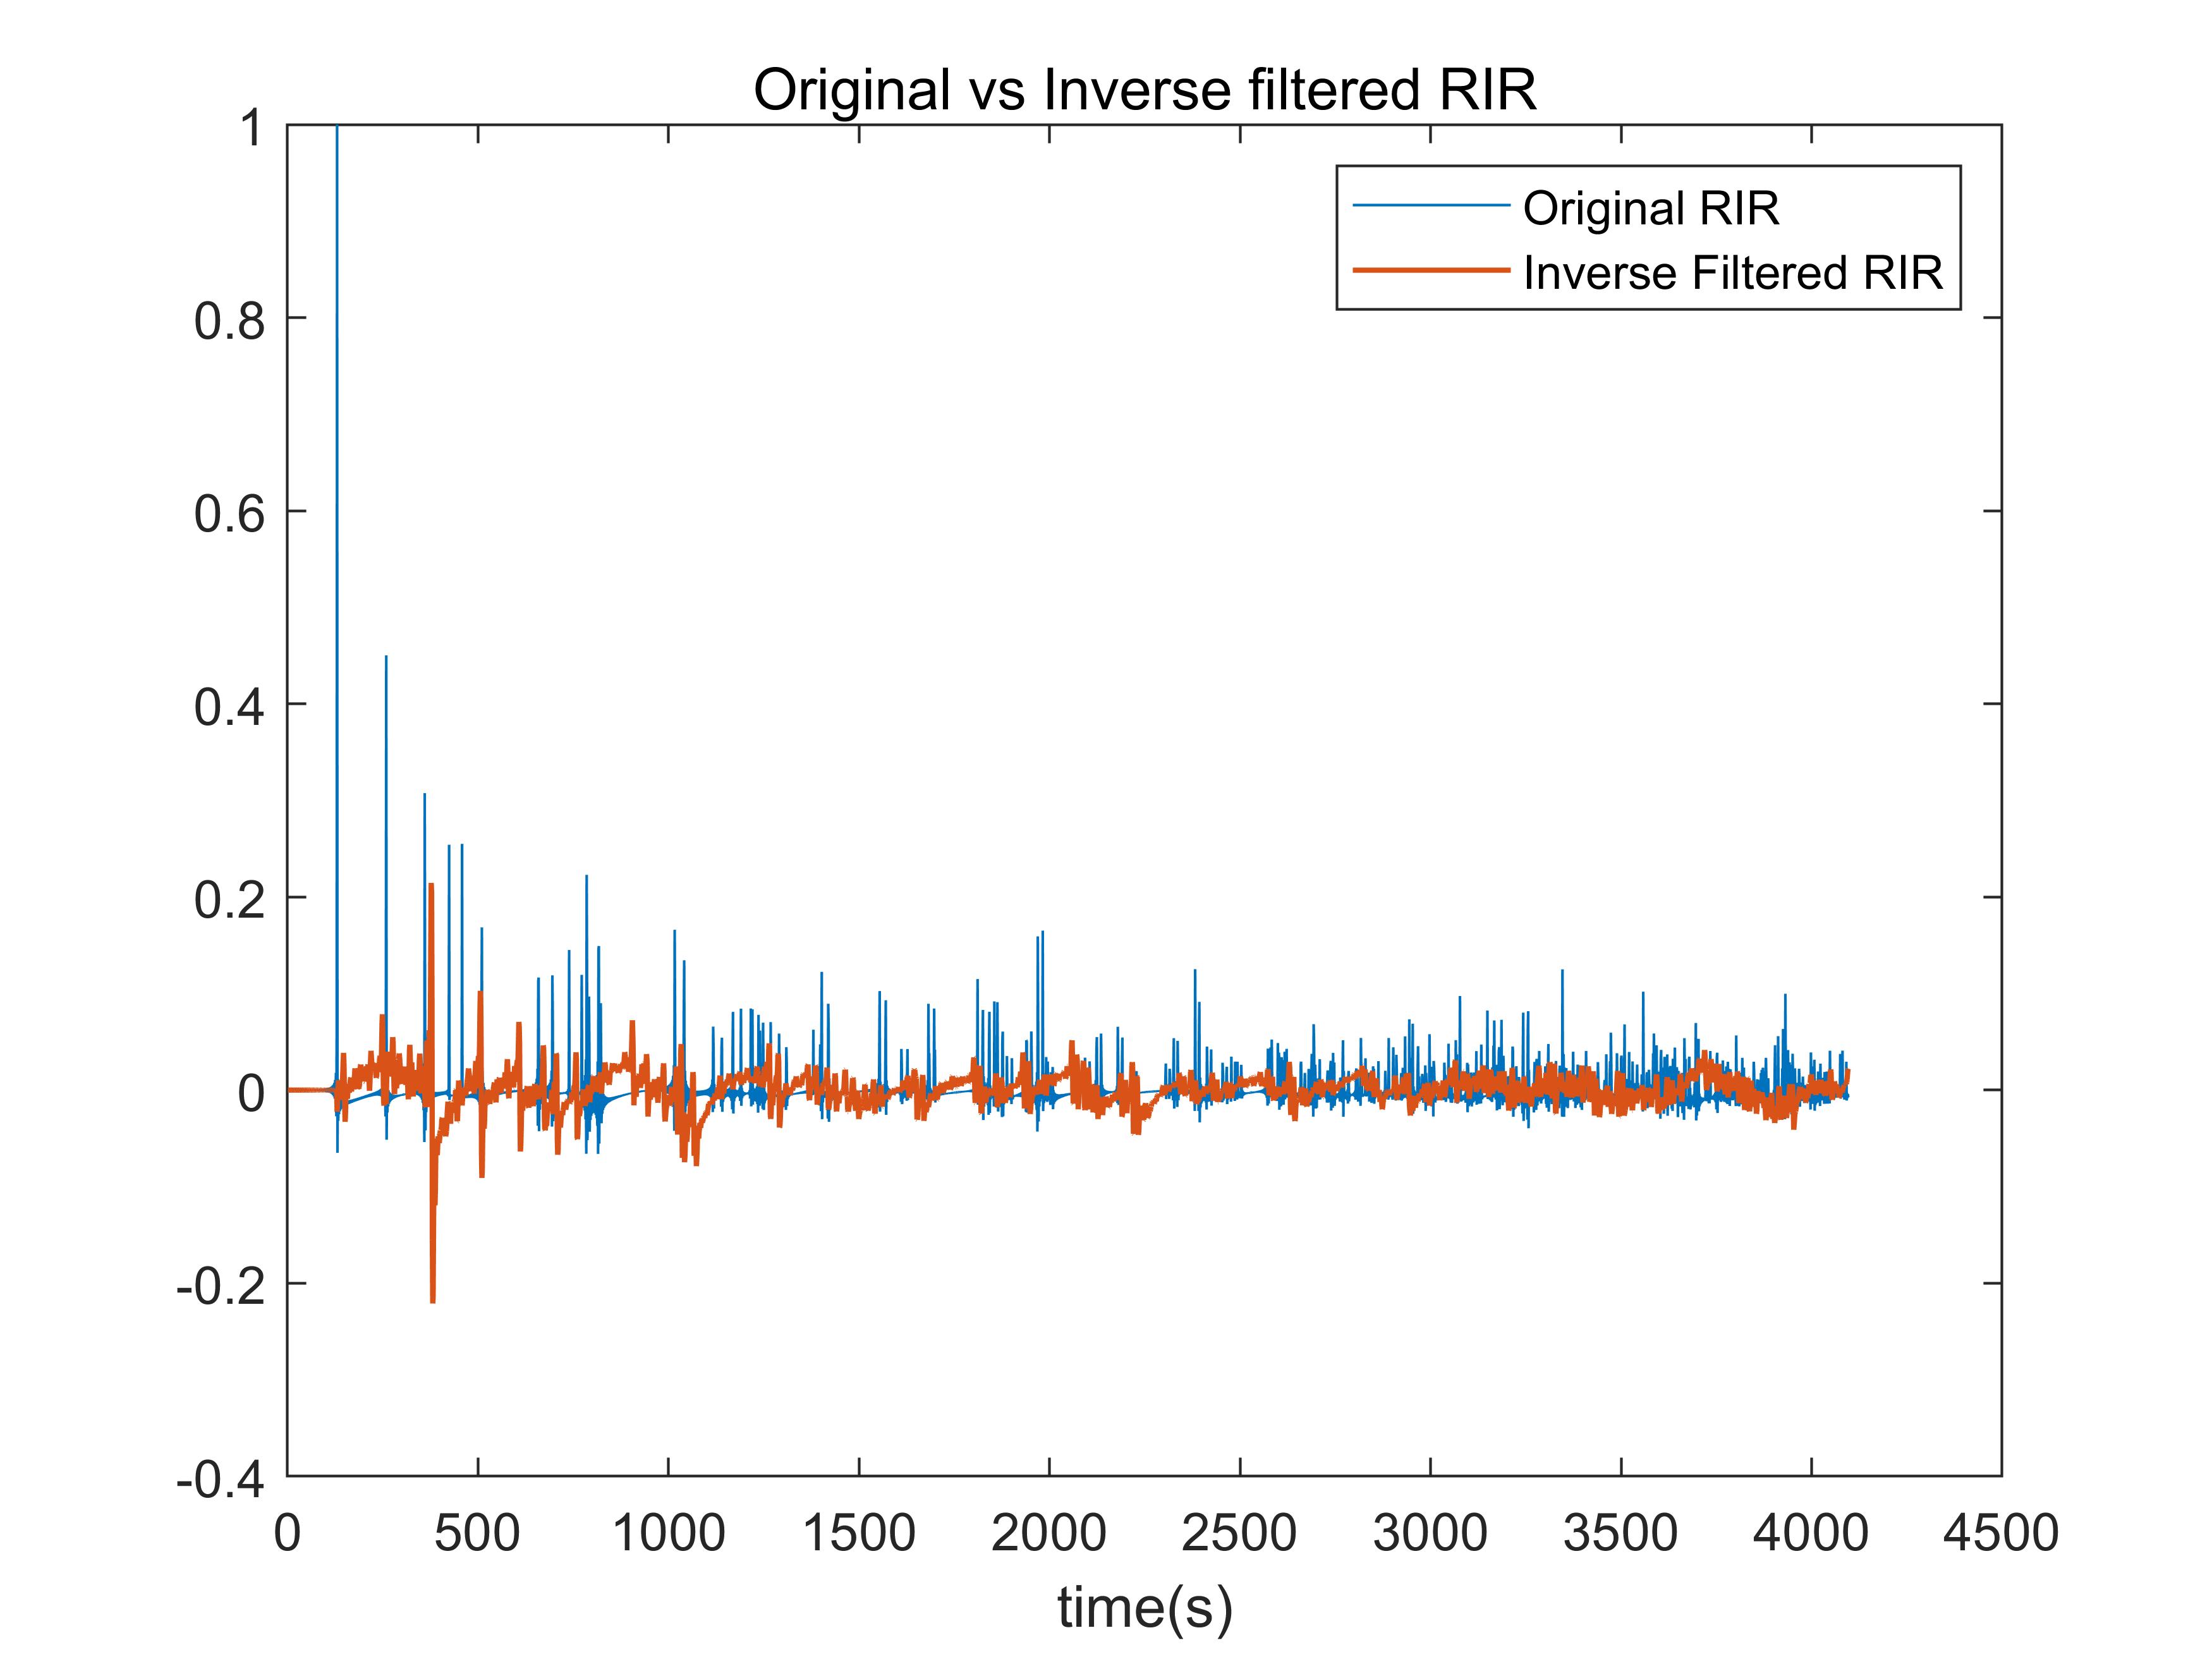 Original vs Inverse filtered RIR
Original RIR
Inverse Filtered RIR
1
0.8
0.6
0.4
0.2
0
-0.2
-0.4
0 500 1000 1500 2000 2500 3000 3500 4000 4500
time(s)